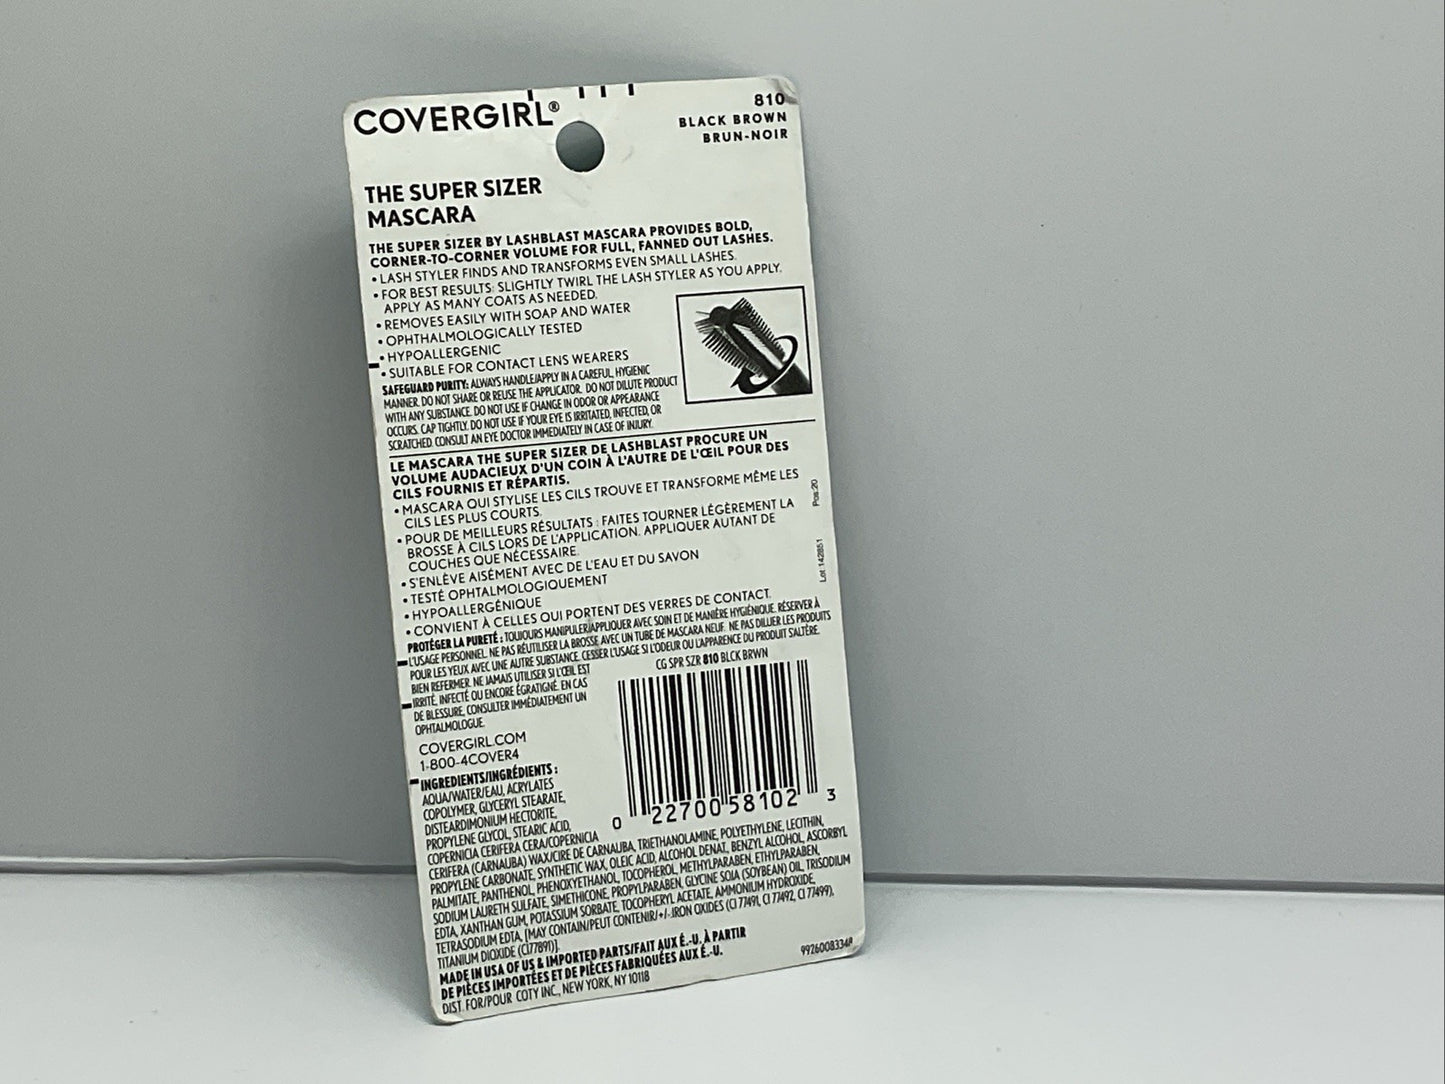 COVERGIRL®
810
BLACK BROWN
BRUN-NOIR
THE SUPER SIZER
MASCARA
THE SUPER SIZER BY LASHBLAST MASCARA PROVIDES BOLD,
CORNER-TO-CORNER VOLUME FOR FULL, FANNED OUT LASHES.
• LASH STYLER FINDS AND TRANSFORMS EVEN SMALL LASHES.
• FOR BEST RESULTS: SLIGHTLY TWIRL THE LASH STYLER AS YOU APPLY.
APPLY AS MANY COATS AS NEEDED.
• REMOVES EASILY WITH SOAP AND WATER
• OPHTHALMOLOGICALLY TESTED
• HYPOALLERGENIC
• SUITABLE FOR CONTACT LENS WEARERS
SAFEGUARD PURITY: ALWAYS HANDLE/APPLY IN A CAREFUL, HYGIENIC
MANNER. DO NOT SHARE OR REUSE THE APPLICATOR. DO NOT DILUTE PRODUCT
WITH ANY SUBSTANCE. DO NOT USE IF CHANGE IN ODOR OR APPEARANCE
OCCURS. CAP TIGHTLY. DO NOT USE IF YOUR EYE IS IRRITATED, INFECTED, OR
SCRATCHED. CONSULT AN EYE DOCTOR IMMEDIATELY IN CASE OF INJURY.
LE MASCARA THE SUPER SIZER DE LASHBLAST PROCURE UN
VOLUME AUDACIEUX D'UN COIN À L'AUTRE DE L'ŒIL POUR DES
CILS FOURNIS ET RÉPARTIS.
• MASCARA QUI STYLISE LES CILS TROUVE ET TRANSFORME MÊME LES
CILS LES PLUS COURTS.
• POUR DE MEILLEURS RÉSULTATS : FAITES TOURNER LÉGÈREMENT LA
BROSSE À CILS LORS DE L'APPLICATION. APPLIQUER AUTANT DE
COUCHES QUE NÉCESSAIRE.
• S'ENLÈVE AISÉMENT AVEC DE L'EAU ET DU SAVON
• TESTÉ OPHTALMOLOGIQUEMENT
• HYPOALLERGÉNIQUE
• CONVIENT À CELLES QUI PORTENT DES VERRES DE CONTACT.
Lot 142851 Pos:20
PROTÉGER LA PURETÉ : TOUJOURS MANIPULER/APPLIQUER AVEC SOIN ET DE MANIÈRE HYGIÉNIQUE. RÉSERVER À
L'USAGE PERSONNEL. NE PAS RÉUTILISER LA BROSSE AVEC UN TUBE DE MASCARA NEUF. NE PAS DILUER LES PRODUITS
POUR LES YEUX AVEC UNE AUTRE SUBSTANCE. CESSER L'USAGE SI L'ODEUR OU L'APPARENCE DU PRODUIT S'ALTÈRE.
BIEN REFERMER. NE JAMAIS UTILISER SI L'ŒIL EST
IRRITÉ, INFECTÉ OU ENCORE ÉGRATIGNÉ. EN CAS
DE BLESSURE, CONSULTER IMMÉDIATEMENT UN
OPHTALMOLOGUE.
CG SPR SZR 810 BLCK BRWN
0 22700 58102 3
COVERGIRL.COM
1-800-4COVER4
INGREDIENTS/INGRÉDIENTS :
AQUA/WATER/EAU, ACRYLATES
COPOLYMER, GLYCERYL STEARATE,
DISTEARDIMONIUM HECTORITE,
PROPYLENE GLYCOL, STEARIC ACID,
COPERNICIA CERIFERA CERA/COPERNICIA
CERIFERA (CARNAUBA) WAX/CIRE DE CARNAUBA, TRIETHANOLAMINE, POLYETHYLENE, LECITHIN,
PROPYLENE CARBONATE, SYNTHETIC WAX, OLEIC ACID, ALCOHOL DENAT, BENZYL ALCOHOL, ASCORBYL
PALMITATE, PANTHENOL, PHENOXYETHANOL, TOCOPHEROL, METHYLPARABEN, ETHYLPARABEN,
SODIUM LAURETH SULFATE, SIMETHICONE, PROPYLPARABEN, GLYCINE SOJA (SOYBEAN) OIL, TRISODIUM
EDTA, XANTHAN GUM, POTASSIUM SORBATE, TOCOPHERYL ACETATE, AMMONIUM HYDROXIDE,
TETRASODIUM EDTA, [MAY CONTAIN/PEUT CONTENIR/+/-:IRON OXIDES (CI 77491, CI 77492, CI 77499),
TITANIUM DIOXIDE (CI77891)].
MADE IN USA OF US & IMPORTED PARTS/FAIT AUX É.-U. À PARTIR
DE PIÈCES IMPORTÉES ET DE PIÈCES FABRIQUÉES AUX É.-U.
DIST. FOR/POUR COTY INC., NEW YORK, NY 10118